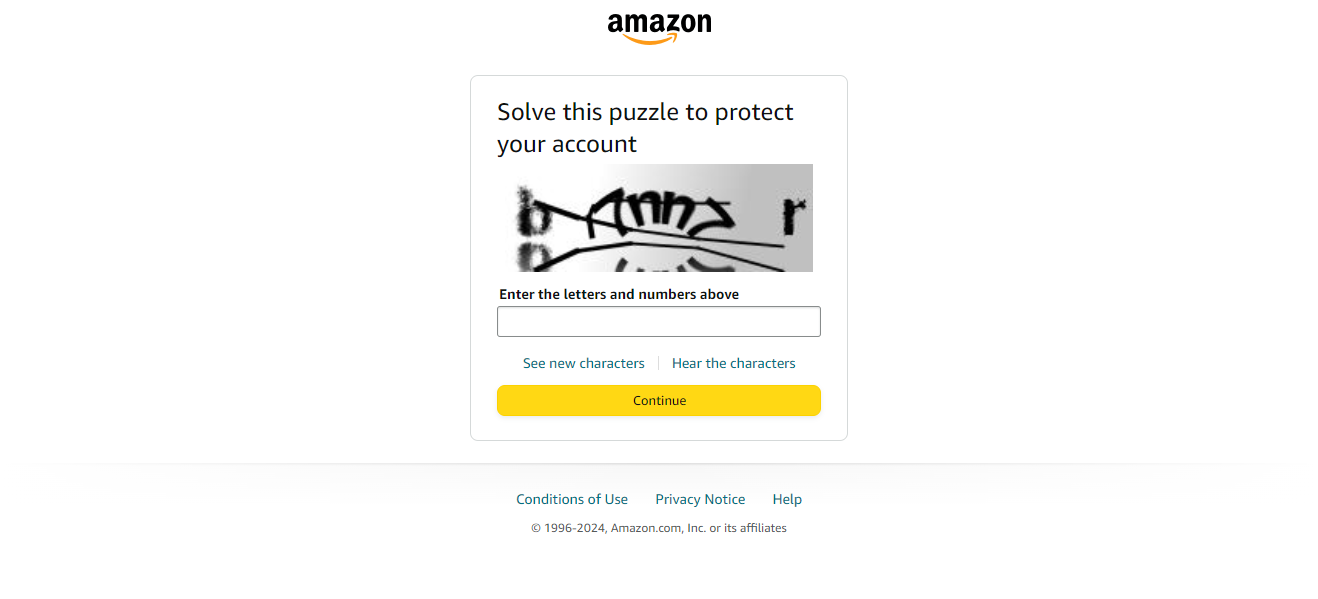 amazon
Solve this puzzle to protect
your account
Enter the letters and numbers above
See new characters
Hear the characters
Continue
Conditions of Use
Privacy Notice
Help
© 1996-2024, Amazon.com, Inc. or its affiliates